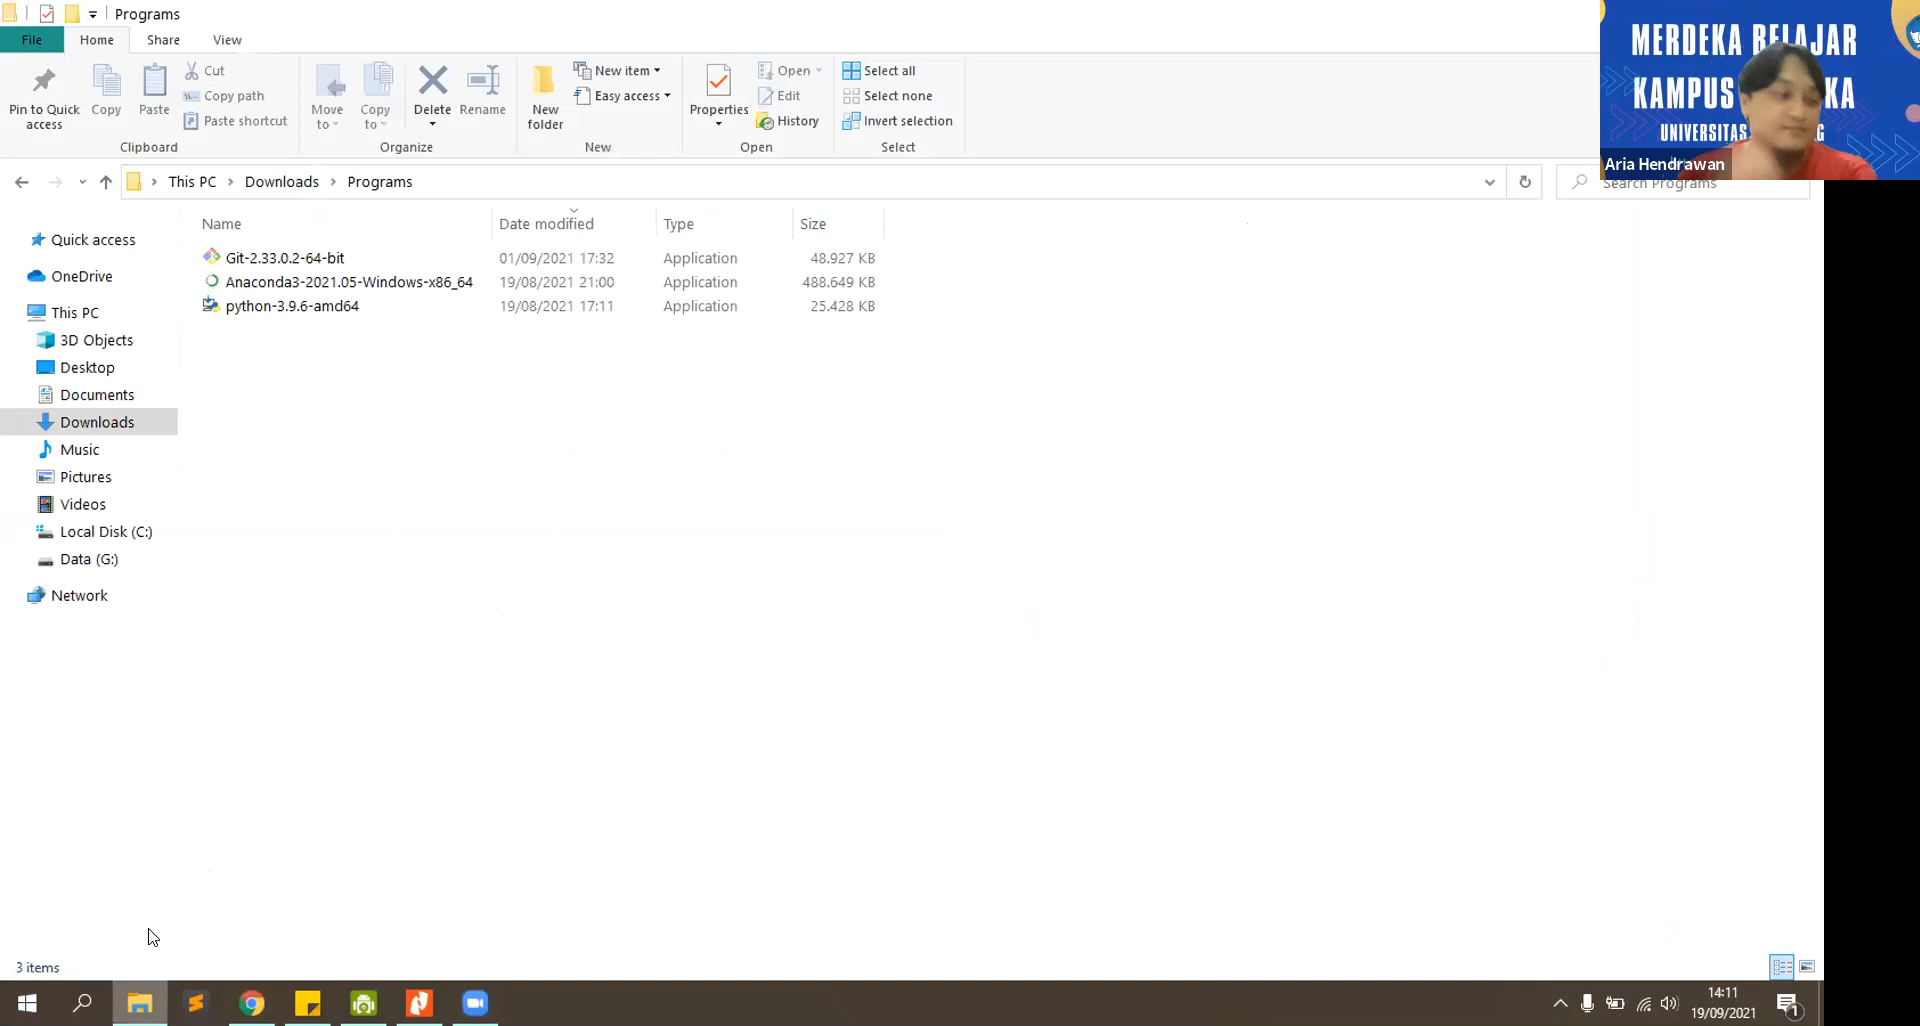 Programs
File Home Share View
Pin to Quick access
Copy
Paste
Cut
Copy path
Paste shortcut
Clipboard
Move to
Copy to
Delete
Rename
Organize
New folder
New item
Easy access
New
Properties
Open
Edit
History
Open
Select all
Select none
Invert selection
Select
MERDEKA BELAJAR
KAMPUS KA
UNIVERSITAS G
Aria Hendrawan
This PC Downloads Programs
Search Programs
Quick access
OneDrive
This PC
3D Objects
Desktop
Documents
Downloads
Music
Pictures
Videos
Local Disk (C:)
Data (G:)
Network
Name Date modified Type Size
Git-2.33.0.2-64-bit 01/09/2021 17:32 Application 48.927 KB
Anaconda3-2021.05-Windows-x86_64 19/08/2021 21:00 Application 488.649 KB
python-3.9.6-amd64 19/08/2021 17:11 Application 25.428 KB
3 items
14:11
19/09/2021
1